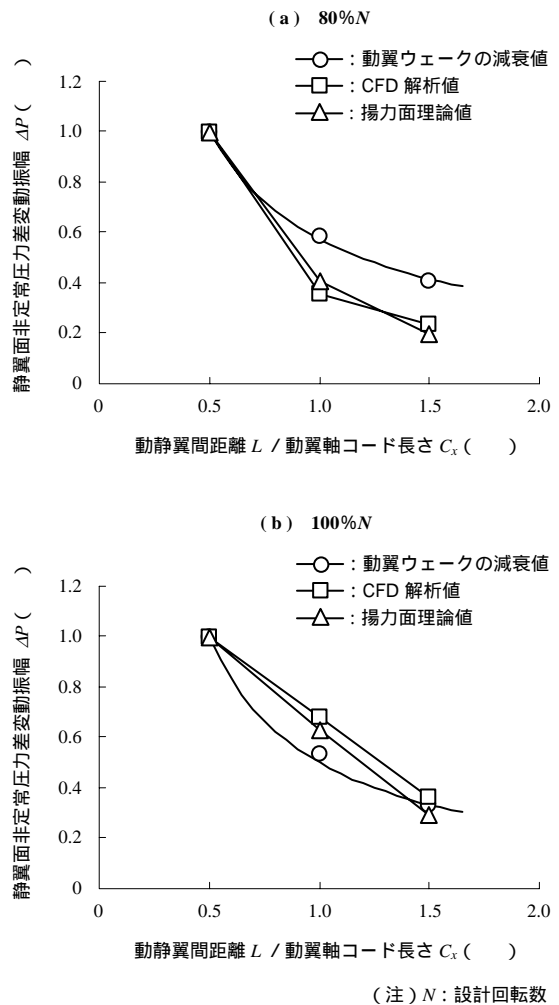 ( a ) 80%N
：動翼ウェークの減衰値
：CFD 解析値
：揚力面理論値
静翼面非定常圧力差変動振幅 ΔP ( )
1.2
1.0
0.8
0.6
0.4
0.2
0
0 0.5 1.0 1.5 2.0
動静翼間距離 L / 動翼軸コード長さ Cx ( )
( b ) 100%N
：動翼ウェークの減衰値
：CFD 解析値
：揚力面理論値
静翼面非定常圧力差変動振幅 ΔP ( )
1.2
1.0
0.8
0.6
0.4
0.2
0
0 0.5 1.0 1.5 2.0
動静翼間距離 L / 動翼軸コード長さ Cx ( )
( 注 ) N：設計回転数